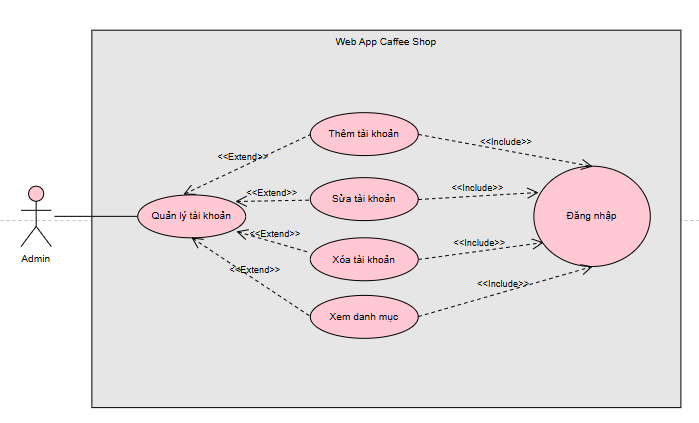 Web App Caffee Shop
Thêm tài khoản
<<Extend>>
<<Include>>
Sửa tài khoản
<<Extend>>
<<Include>>
Quản lý tài khoản
Đăng nhập
<<Extend>>
<<Include>>
Xóa tài khoản
Admin
<<Extend>>
<<Include>>
Xem danh mục